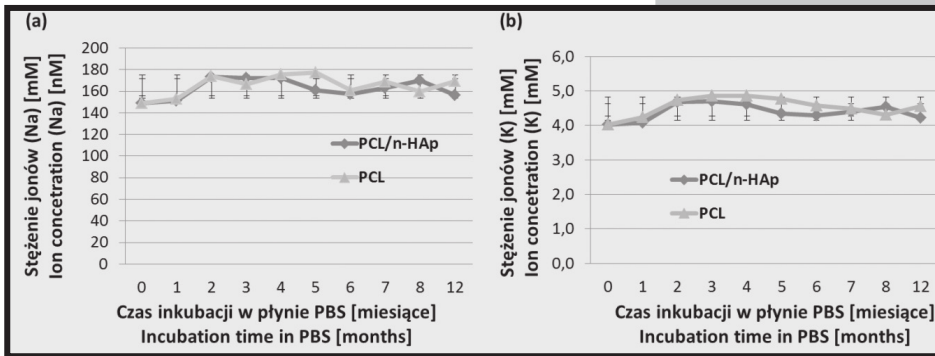 (a)
Stężenie jonów (Na) [mM]
Ion concetration (Na) [nM]
200
180
160
140
120
100
80
60
40
20
0
PCL/n-HAp
PCL
0 1 2 3 4 5 6 7 8 12
Czas inkubacji w płynie PBS [miesiące]
Incubation time in PBS [months]
(b)
Stężenie jonów (K) [mM]
Ion concetration (K) [mM]
6,0
5,0
4,0
3,0
2,0
1,0
0,0
PCL/n-HAp
PCL
0 1 2 3 4 5 6 7 8 12
Czas inkubacji w płynie PBS [miesiące]
Incubation time in PBS [months]